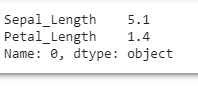 Sepal_Length    5.1
Petal_Length    1.4
Name: 0, dtype: object